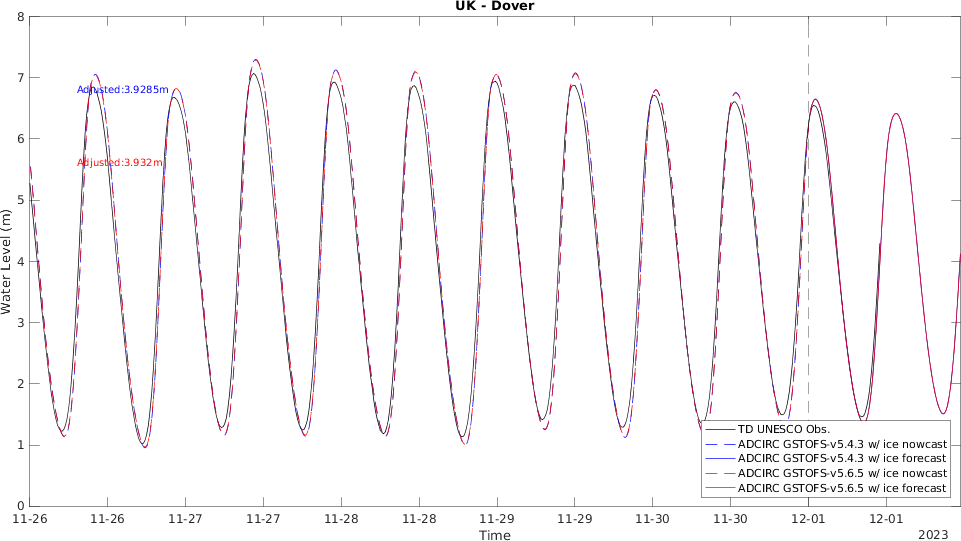 UK - Dover
8
7
6
5
4
3
2
1
0
Water Level (m)
Adjusted:3.9285m
Adjusted:3.932m
TD UNESCO Obs.
ADCIRC GSTOFS-v5.4.3 w/ ice nowcast
ADCIRC GSTOFS-v5.4.3 w/ ice forecast
ADCIRC GSTOFS-v5.6.5 w/ ice nowcast
ADCIRC GSTOFS-v5.6.5 w/ ice forecast
11-26 11-26 11-27 11-27 11-28 11-28 11-29 11-29 11-30 11-30 12-01 12-01
Time
2023